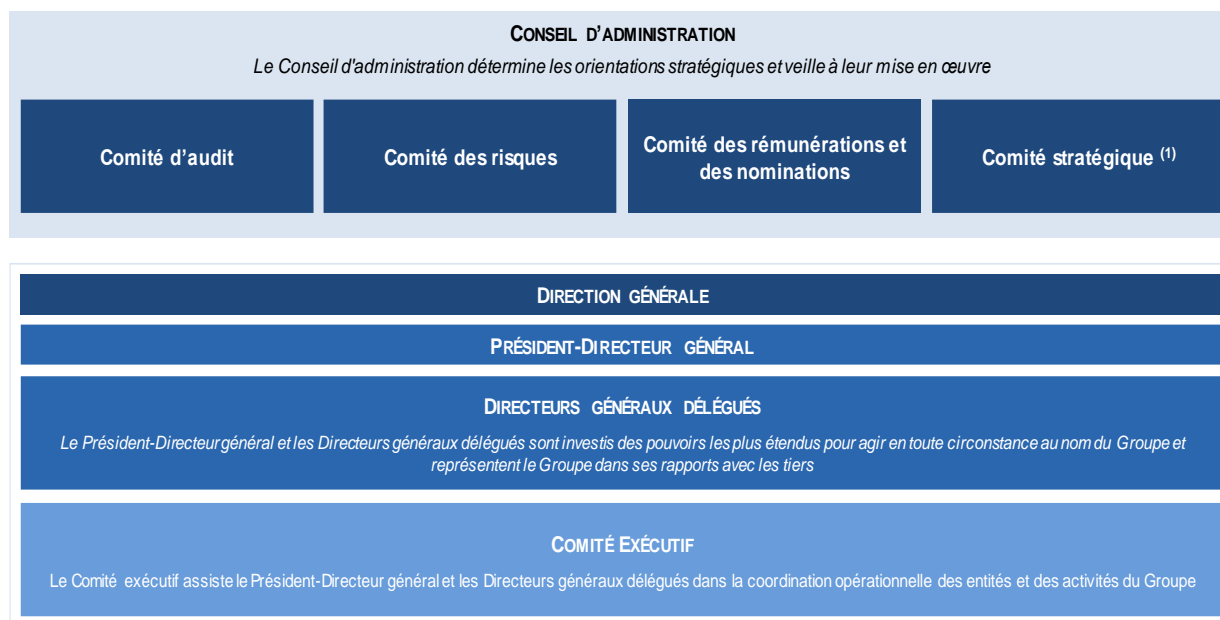 CONSEIL D'ADMINISTRATION
Le Conseil d'administration détermine les orientations stratégiques et veille à leur mise en œuvre
Comité d'audit
Comité des risques
Comité des rémunérations et
des nominations
Comité stratégique (1)
DIRECTION GÉNÉRALE
PRÉSIDENT-DIRECTEUR GÉNÉRAL
DIRECTEURS GÉNÉRAUX DÉLÉGUÉS
Le Président-Directeur général et les Directeurs généraux délégués sont investis des pouvoirs les plus étendus pour agir en toute circonstance au nom du Groupe et
représentent le Groupe dans ses rapports avec les tiers
COMITÉ EXÉCUTIF
Le Comité exécutif assiste le Président-Directeur général et les Directeurs généraux délégués dans la coordination opérationnelle des entités et des activités du Groupe